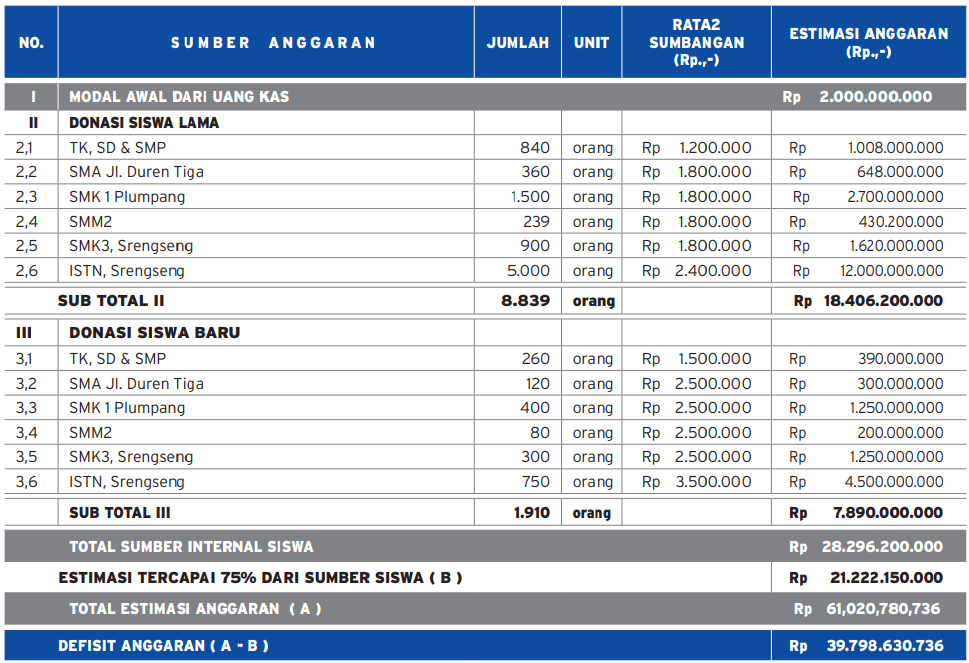 NO. SUMBER ANGGARAN JUMLAH UNIT RATA2 SUMBANGAN (Rp.,-) ESTIMASI ANGGARAN (Rp.,-)
I MODAL AWAL DARI UANG KAS Rp 2.000.000.000
II DONASI SISWA LAMA
2,1 TK, SD & SMP 840 orang Rp 1.200.000 Rp 1.008.000.000
2,2 SMA Jl. Duren Tiga 360 orang Rp 1.800.000 Rp 648.000.000
2,3 SMK 1 Plumpang 1.500 orang Rp 1.800.000 Rp 2.700.000.000
2,4 SMM2 239 orang Rp 1.800.000 Rp 430.200.000
2,5 SMK3, Srengseng 900 orang Rp 1.800.000 Rp 1.620.000.000
2,6 ISTN, Srengseng 5.000 orang Rp 2.400.000 Rp 12.000.000.000
SUB TOTAL II 8.839 orang Rp 18.406.200.000
III DONASI SISWA BARU
3,1 TK, SD & SMP 260 orang Rp 1.500.000 Rp 390.000.000
3,2 SMA Jl. Duren Tiga 120 orang Rp 2.500.000 Rp 300.000.000
3,3 SMK 1 Plumpang 400 orang Rp 2.500.000 Rp 1.250.000.000
3,4 SMM2 80 orang Rp 2.500.000 Rp 200.000.000
3,5 SMK3, Srengseng 300 orang Rp 2.500.000 Rp 1.250.000.000
3,6 ISTN, Srengseng 750 orang Rp 3.500.000 Rp 4.500.000.000
SUB TOTAL III 1.910 orang Rp 7.890.000.000
TOTAL SUMBER INTERNAL SISWA Rp 28.296.200.000
ESTIMASI TERCAPAI 75% DARI SUMBER SISWA ( B ) Rp 21.222.150.000
TOTAL ESTIMASI ANGGARAN ( A ) Rp 61,020,780,736
DEFISIT ANGGARAN ( A - B ) Rp 39.798.630.736